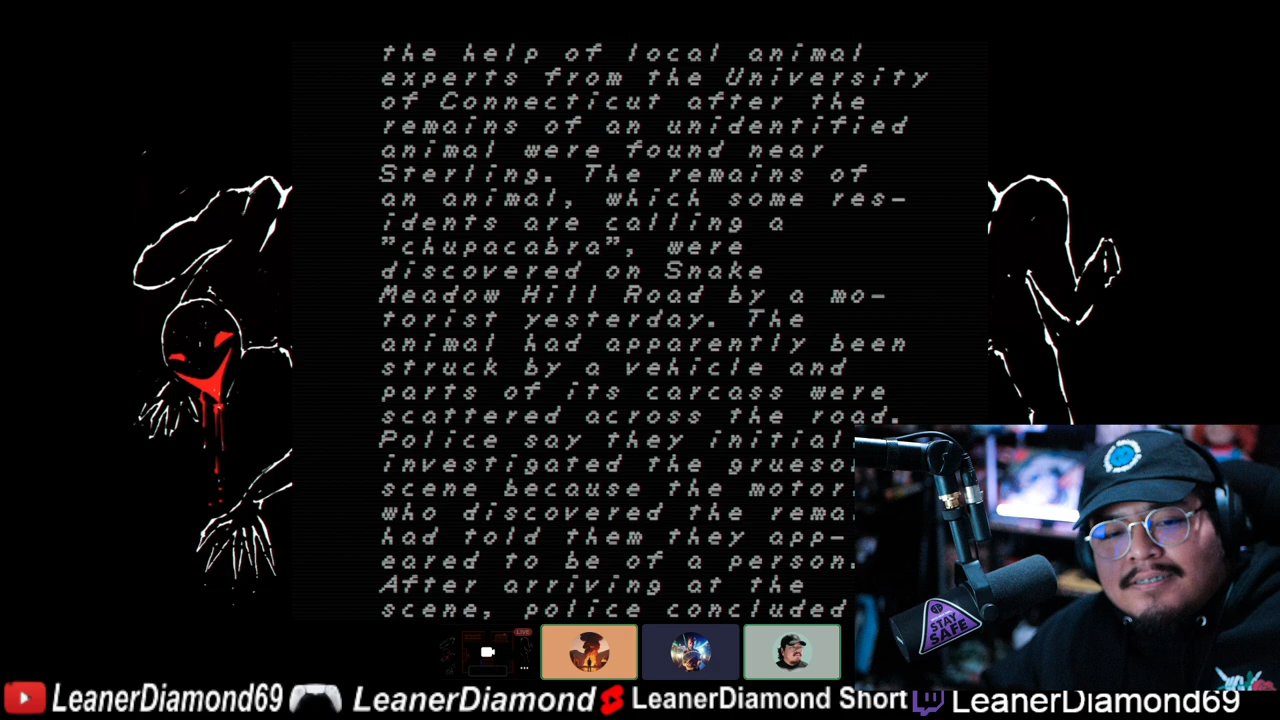 the help of local animal
experts from the University
of Connecticut after the
remains of an unidentified
animal were found near
Sterling. The remains of
an animal, which some res-
idents are calling a
"chupacabra", were
discovered on Snake
Meadow Hill Road by a mo-
torist yesterday. The
animal had apparently been
struck by a vehicle and
parts of its carcass were
scattered across the road.
Police say they initial
investigated the grueso
scene because the motor
who discovered the rema
had told them they app-
eared to be of a person.
After arriving at the
scene, police concluded
STAY
SAFE
LIVE
LeanerDiamond69 LeanerDiamond LeanerDiamond Short LeanerDiamond69